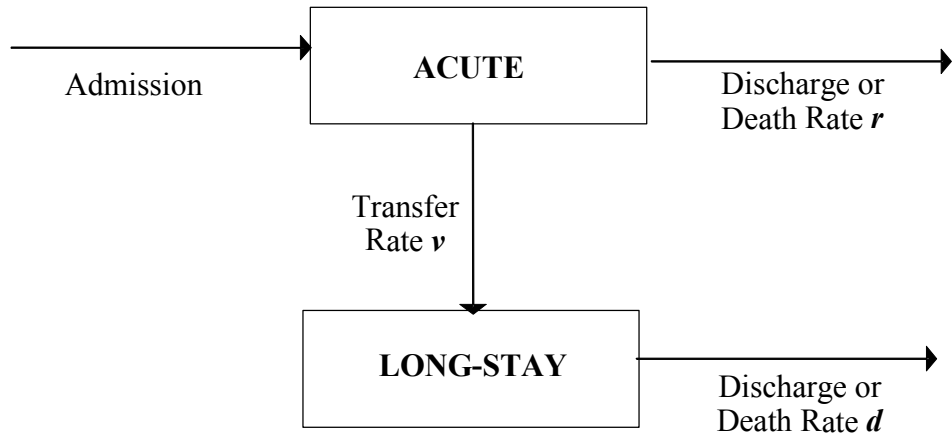 Admission
ACUTE
Discharge or
Death Rate r
Transfer
Rate v
LONG-STAY
Discharge or
Death Rate d